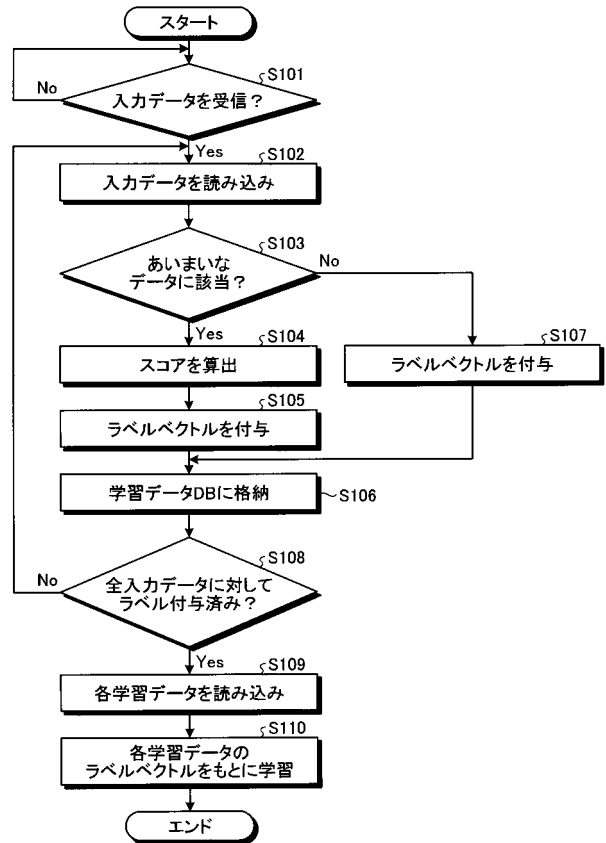 スタート
S101
No
入力データを受信？
Yes
S102
入力データを読み込み
S103
あいまいな
データに該当？
No
Yes
S104
スコアを算出
S107
ラベルベクトルを付与
S105
ラベルベクトルを付与
学習データDBに格納
S106
S108
No
全入力データに対して
ラベル付与済み？
Yes
S109
各学習データを読み込み
S110
各学習データの
ラベルベクトルをもとに学習
エンド